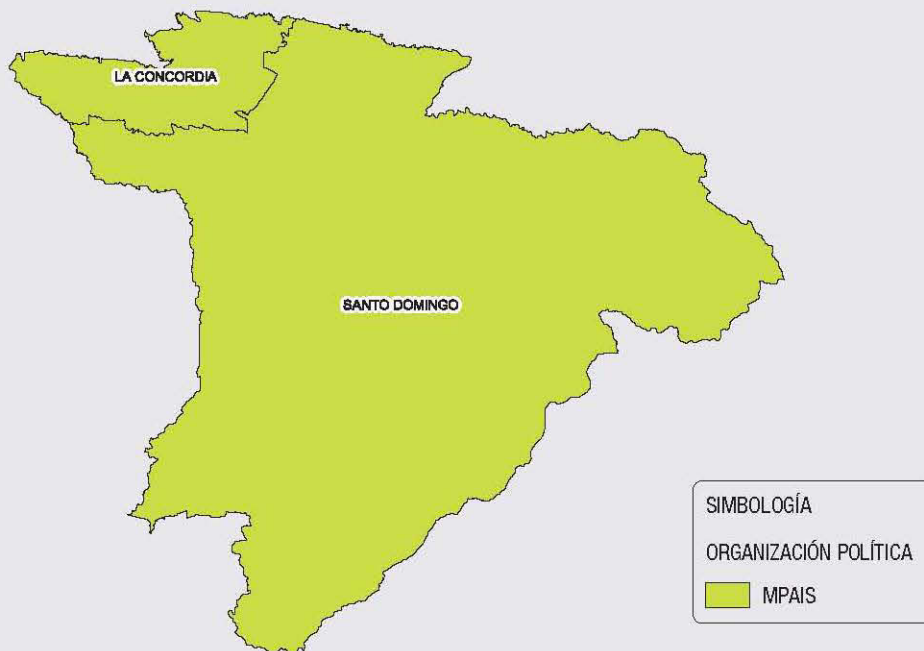 LA CONCORDIA
SANTO DOMINGO
SIMBOLOGÍA
ORGANIZACIÓN POLÍTICA
MPAIS